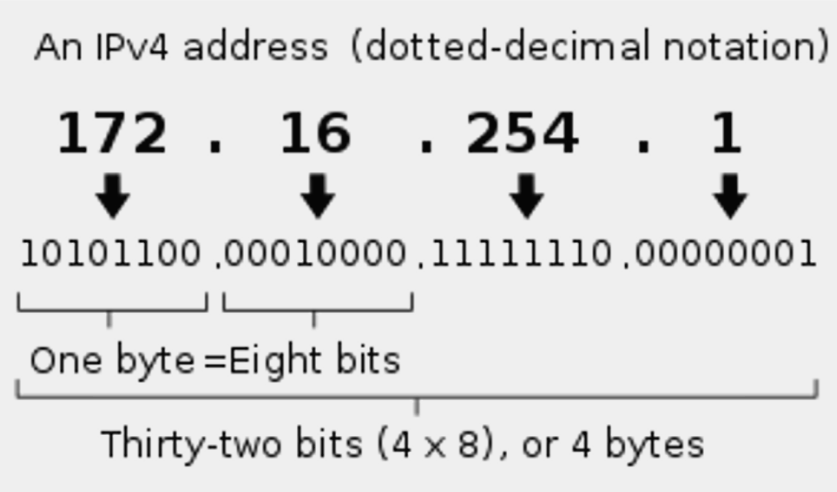 An IPv4 address (dotted-decimal notation)
172 . 16 . 254 . 1
10101100 .00010000 .11111110 .00000001
One byte =Eight bits
Thirty-two bits (4 x 8), or 4 bytes